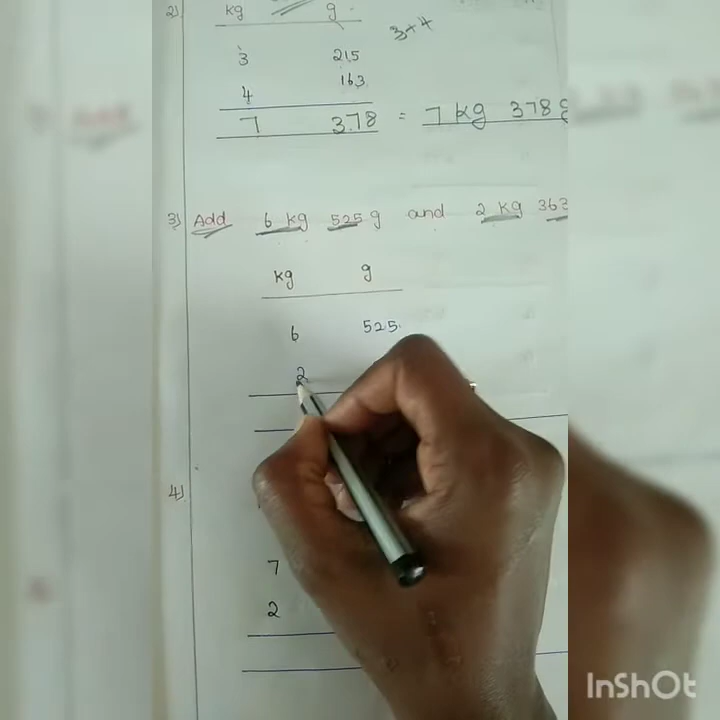 2) kg g
3 215 3+4
4 163
7 378 = 7 kg 378 g
3) Add 6 kg 525 g and 2 kg 363
kg g
6 525
2
4)
7
2
InShOt